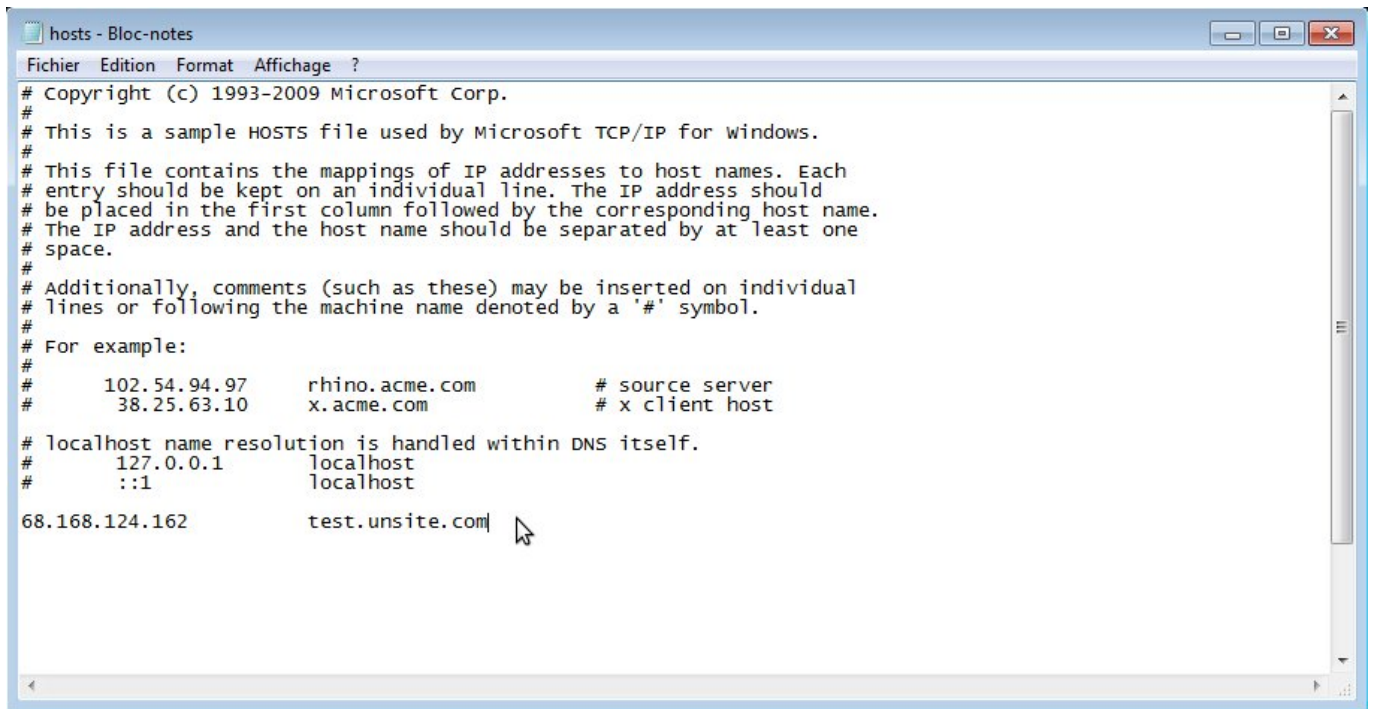 hosts - Bloc-notes
Fichier Edition Format Affichage ?
# Copyright (c) 1993-2009 Microsoft Corp.
#
# This is a sample HOSTS file used by Microsoft TCP/IP for Windows.
#
# This file contains the mappings of IP addresses to host names. Each
# entry should be kept on an individual line. The IP address should
# be placed in the first column followed by the corresponding host name.
# The IP address and the host name should be separated by at least one
# space.
#
# Additionally, comments (such as these) may be inserted on individual
# lines or following the machine name denoted by a '#' symbol.
#
# For example:
#
#      102.54.94.97     rhino.acme.com          # source server
#       38.25.63.10     x.acme.com              # x client host
# localhost name resolution is handled within DNS itself.
#       127.0.0.1       localhost
#       ::1             localhost
68.168.124.162          test.unsite.com